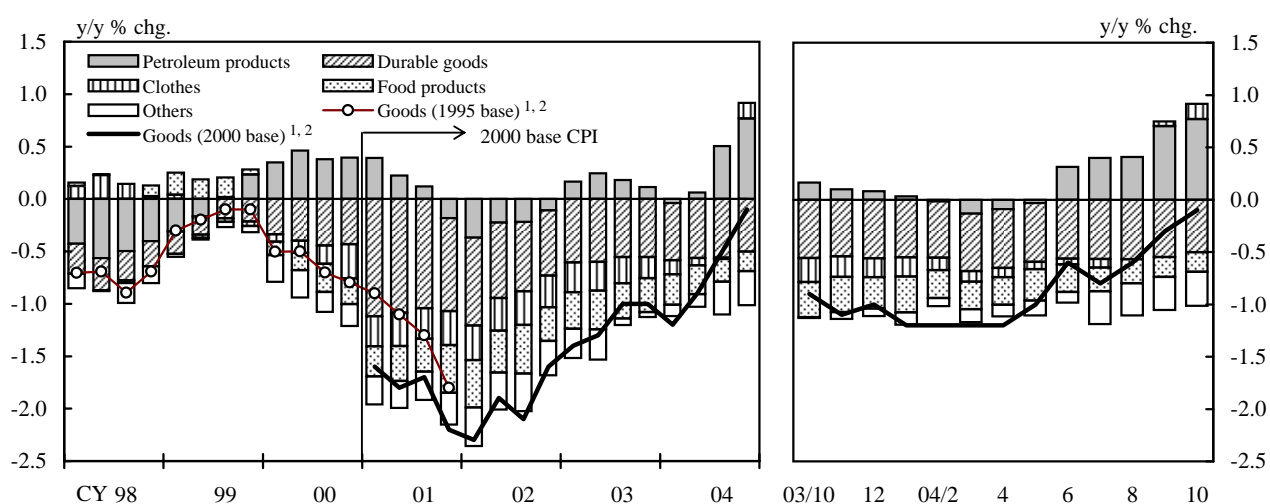 y/y % chg.
y/y % chg.
1.5
1.0
0.5
0.0
-0.5
-1.0
-1.5
-2.0
-2.5
Petroleum products
Durable goods
Clothes
Food products
Others
Goods (1995 base) 1, 2
Goods (2000 base) 1, 2
2000 base CPI
CY 98 99 00 01 02 03 04
1.5
1.0
0.5
0.0
-0.5
-1.0
-1.5
-2.0
-2.5
03/10 12 04/2 4 6 8 10